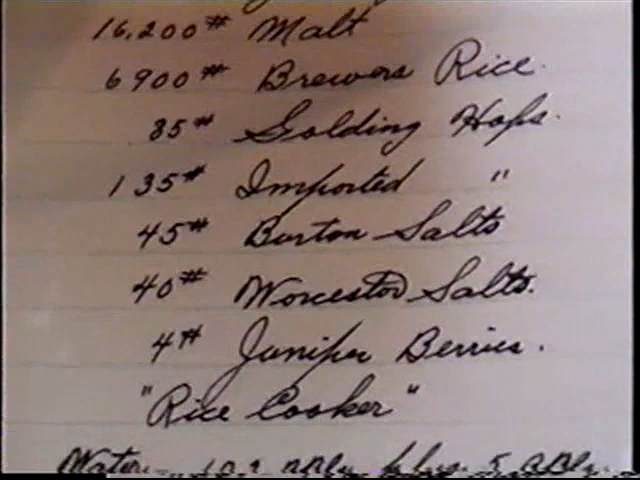 16,200# Malt
6900# Brewers Rice.
85# Golding Hops.
135# Imported "
45# Burton Salts
40# Worcester Salts.
4# Juniper Berries.
"Rice Cooker"
Water: